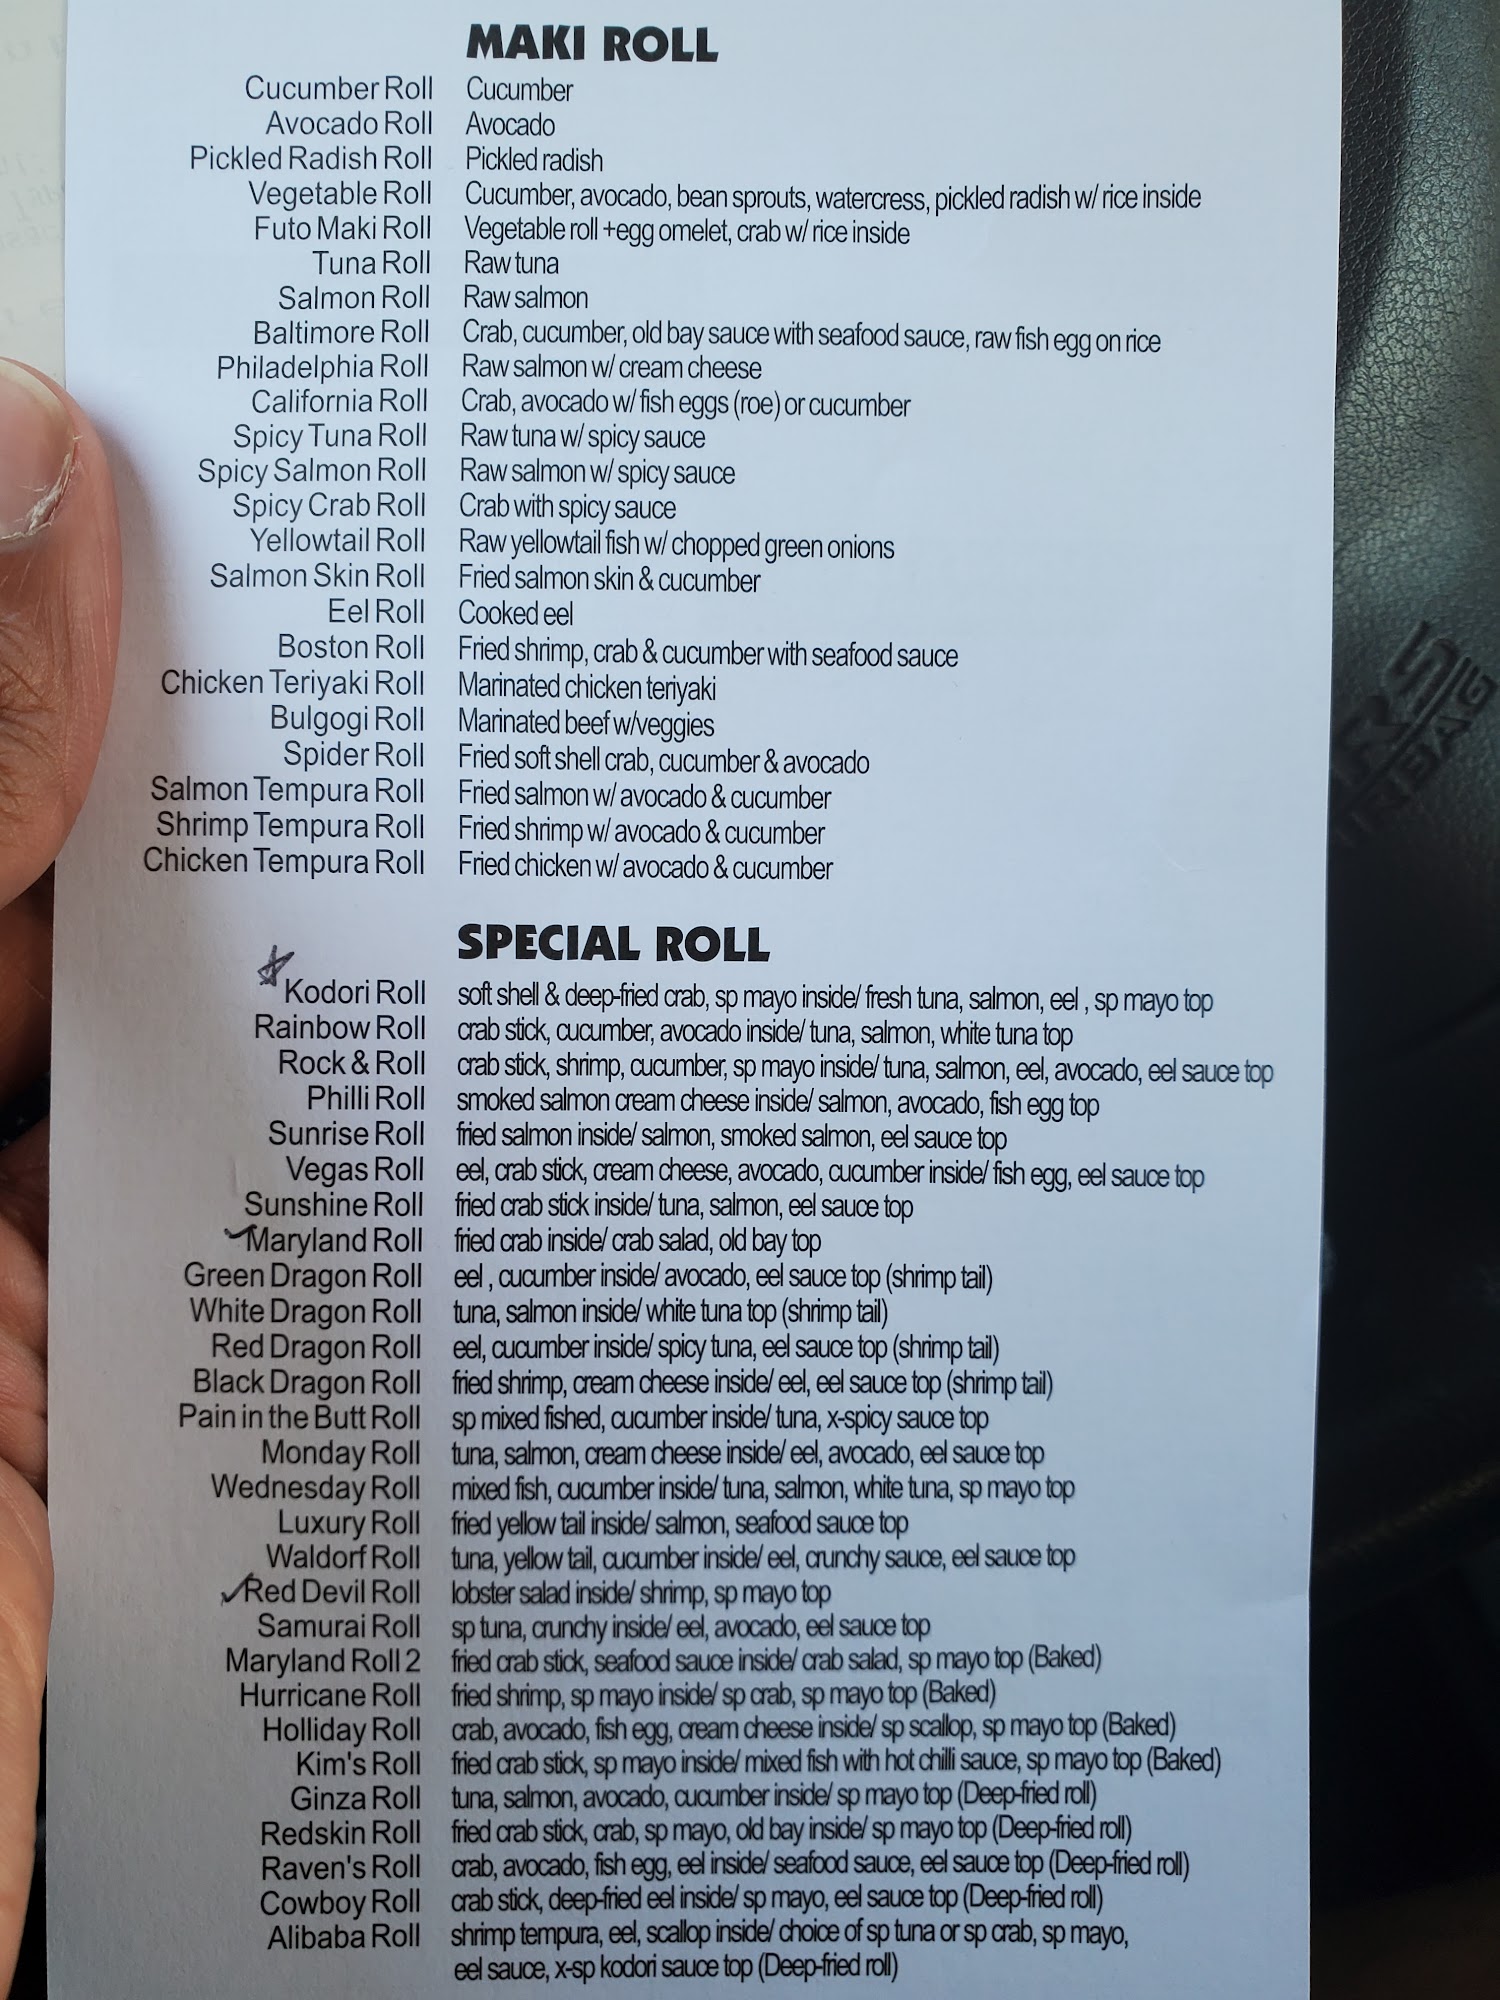 MAKI ROLL
Cucumber Roll Cucumber
Avocado Roll Avocado
Pickled Radish Roll Pickled radish
Vegetable Roll Cucumber, avocado, bean sprouts, watercress, pickled radish w/ rice inside
Futo Maki Roll Vegetable roll +egg omelet, crab w/ rice inside
Tuna Roll Raw tuna
Salmon Roll Raw salmon
Baltimore Roll Crab, cucumber, old bay sauce with seafood sauce, raw fish egg on rice
Philadelphia Roll Raw salmon w/ cream cheese
California Roll Crab, avocado w/ fish eggs (roe) or cucumber
Spicy Tuna Roll Raw tuna w/ spicy sauce
Spicy Salmon Roll Raw salmon w/ spicy sauce
Spicy Crab Roll Crab with spicy sauce
Yellowtail Roll Raw yellowtail fish w/ chopped green onions
Salmon Skin Roll Fried salmon skin & cucumber
Eel Roll Cooked eel
Boston Roll Fried shrimp, crab & cucumber with seafood sauce
Chicken Teriyaki Roll Marinated chicken teriyaki
Bulgogi Roll Marinated beef w/veggies
Spider Roll Fried soft shell crab, cucumber & avocado
Salmon Tempura Roll Fried salmon w/ avocado & cucumber
Shrimp Tempura Roll Fried shrimp w/ avocado & cucumber
Chicken Tempura Roll Fried chicken w/ avocado & cucumber
SPECIAL ROLL
Kodori Roll soft shell & deep-fried crab, sp mayo inside/ fresh tuna, salmon, eel , sp mayo top
Rainbow Roll crab stick, cucumber, avocado inside/ tuna, salmon, white tuna top
Rock & Roll crab stick, shrimp, cucumber, sp mayo inside/ tuna, salmon, eel, avocado, eel sauce top
Philli Roll smoked salmon cream cheese inside/ salmon, avocado, fish egg top
Sunrise Roll fried salmon inside/ salmon, smoked salmon, eel sauce top
Vegas Roll eel, crab stick, cream cheese, avocado, cucumber inside/ fish egg, eel sauce top
Sunshine Roll fried crab stick inside/ tuna, salmon, eel sauce top
Maryland Roll fried crab inside/ crab salad, old bay top
Green Dragon Roll eel , cucumber inside/ avocado, eel sauce top (shrimp tail)
White Dragon Roll tuna, salmon inside/ white tuna top (shrimp tail)
Red Dragon Roll eel, cucumber inside/ spicy tuna, eel sauce top (shrimp tail)
Black Dragon Roll fried shrimp, cream cheese inside/ eel, eel sauce top (shrimp tail)
Pain in the Butt Roll sp mixed fished, cucumber inside/ tuna, x-spicy sauce top
Monday Roll tuna, salmon, cream cheese inside/ eel, avocado, eel sauce top
Wednesday Roll mixed fish, cucumber inside/ tuna, salmon, white tuna, sp mayo top
Luxury Roll fried yellow tail inside/ salmon, seafood sauce top
Waldorf Roll tuna, yellow tail, cucumber inside/ eel, crunchy sauce, eel sauce top
Red Devil Roll lobster salad inside/ shrimp, sp mayo top
Samurai Roll sp tuna, crunchy inside/ eel, avocado, eel sauce top
Maryland Roll 2 fried crab stick, seafood sauce inside/ crab salad, sp mayo top (Baked)
Hurricane Roll fried shrimp, sp mayo inside/ sp crab, sp mayo top (Baked)
Holliday Roll crab, avocado, fish egg, cream cheese inside/ sp scallop, sp mayo top (Baked)
Kim's Roll fried crab stick, sp mayo inside/ mixed fish with hot chilli sauce, sp mayo top (Baked)
Ginza Roll tuna, salmon, avocado, cucumber inside/ sp mayo top (Deep-fried roll)
Redskin Roll fried crab stick, crab, sp mayo, old bay inside/ sp mayo top (Deep-fried roll)
Raven's Roll crab, avocado, fish egg, eel inside/ seafood sauce, eel sauce top (Deep-fried roll)
Cowboy Roll crab stick, deep-fried eel inside/ sp mayo, eel sauce top (Deep-fried roll)
Alibaba Roll shrimp tempura, eel, scallop inside/ choice of sp tuna or sp crab, sp mayo,
eel sauce, x-sp kodori sauce top (Deep-fried roll)
SRS
AIRBAG